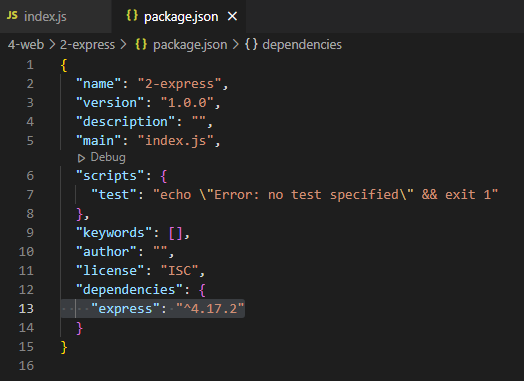 JS index.js
{} package.json ×
4-web > 2-express > {} package.json > {} dependencies
1 {
2 "name": "2-express",
3 "version": "1.0.0",
4 "description": "",
5 "main": "index.js",
Debug
6 "scripts": {
7 "test": "echo \"Error: no test specified\" && exit 1"
8 },
9 "keywords": [],
10 "author": "",
11 "license": "ISC",
12 "dependencies": {
13 "express": "^4.17.2"
14 }
15 }
16